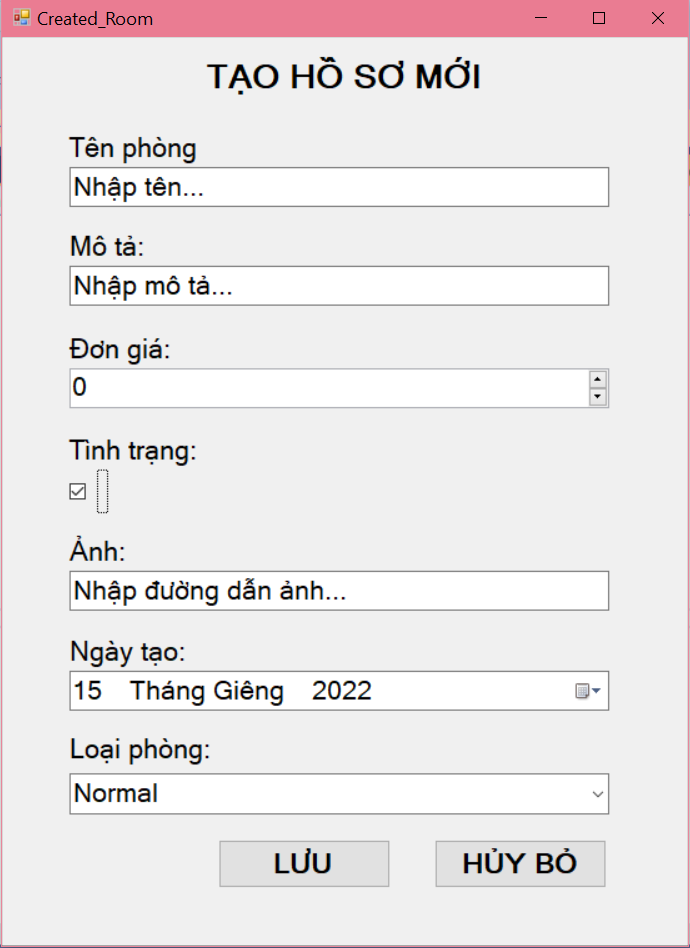 Created_Room
TẠO HỒ SƠ MỚI
Tên phòng
Nhập tên...
Mô tả:
Nhập mô tả...
Đơn giá:
0
Tình trạng:
Ảnh:
Nhập đường dẫn ảnh...
Ngày tạo:
15 Tháng Giêng 2022
Loại phòng:
Normal
LƯU HỦY BỎ